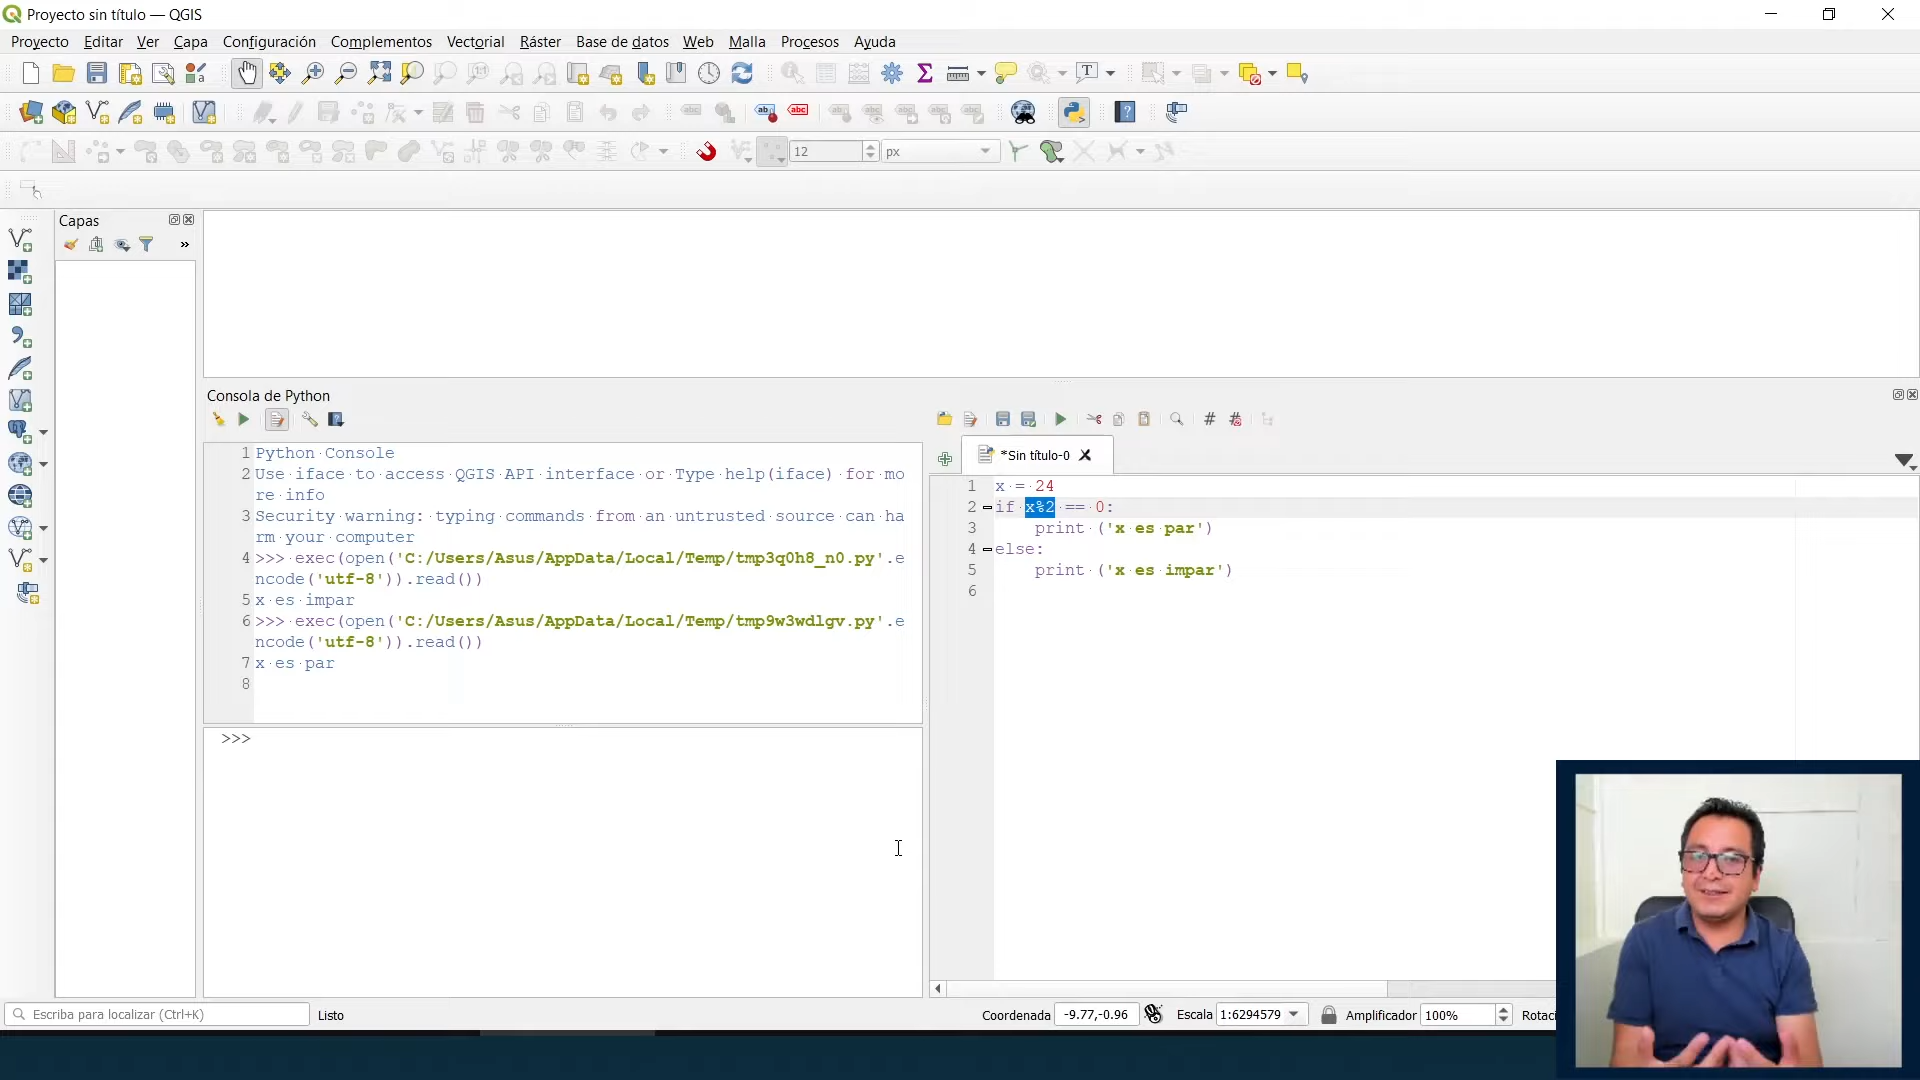 Proyecto sin título — QGIS
Proyecto Editar Ver Capa Configuración Complementos Vectorial Ráster Base de datos Web Malla Procesos Ayuda
12 px
Capas
»
Consola de Python
*Sin título-0
1 Python Console
2 Use iface to access QGIS API interface or Type help(iface) for mo
re info
3 Security warning: typing commands from an untrusted source can ha
rm your computer
4 >>> exec(open('C:/Users/Asus/AppData/Local/Temp/tmp3q0h8_n0.py'.e
ncode('utf-8')).read())
5 x es impar
6 >>> exec(open('C:/Users/Asus/AppData/Local/Temp/tmp9w3wdlgv.py'.e
ncode('utf-8')).read())
7 x es par
8
>>>
1 x = 24
2 if x%2 == 0:
3 print ('x es par')
4 else:
5 print ('x es impar')
6
Escriba para localizar (Ctrl+K) Listo Coordenada -9.77,-0.96 Escala 1:6294579 Amplificador 100% Rotaci